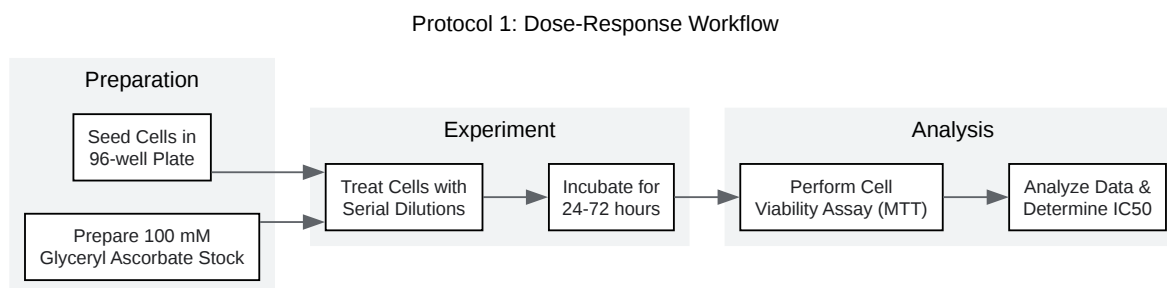 Protocol 1: Dose-Response Workflow
Preparation
Seed Cells in
96-well Plate
Prepare 100 mM
Glyceryl Ascorbate Stock
Experiment
Treat Cells with
Serial Dilutions
Incubate for
24-72 hours
Analysis
Perform Cell
Viability Assay (MTT)
Analyze Data &
Determine IC50